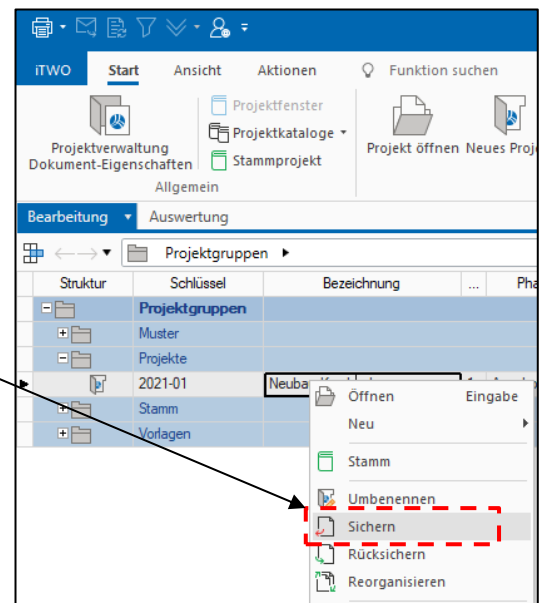 iTWO Start Ansicht Aktionen Funktion suchen
Projektfenster
Projektkataloge
Stammprojekt
Projektverwaltung
Dokument-Eigenschaften
Projekt öffnen Neues Proj
Allgemein
Bearbeitung Auswertung
Projektgruppen
Struktur Schlüssel Bezeichnung ... Pha
Projektgruppen
Muster
Projekte
2021-01 Neuba
Stamm
Vorlagen
Öffnen Eingabe
Neu
Stamm
Umbenennen
Sichern
Rücksichern
Reorganisieren